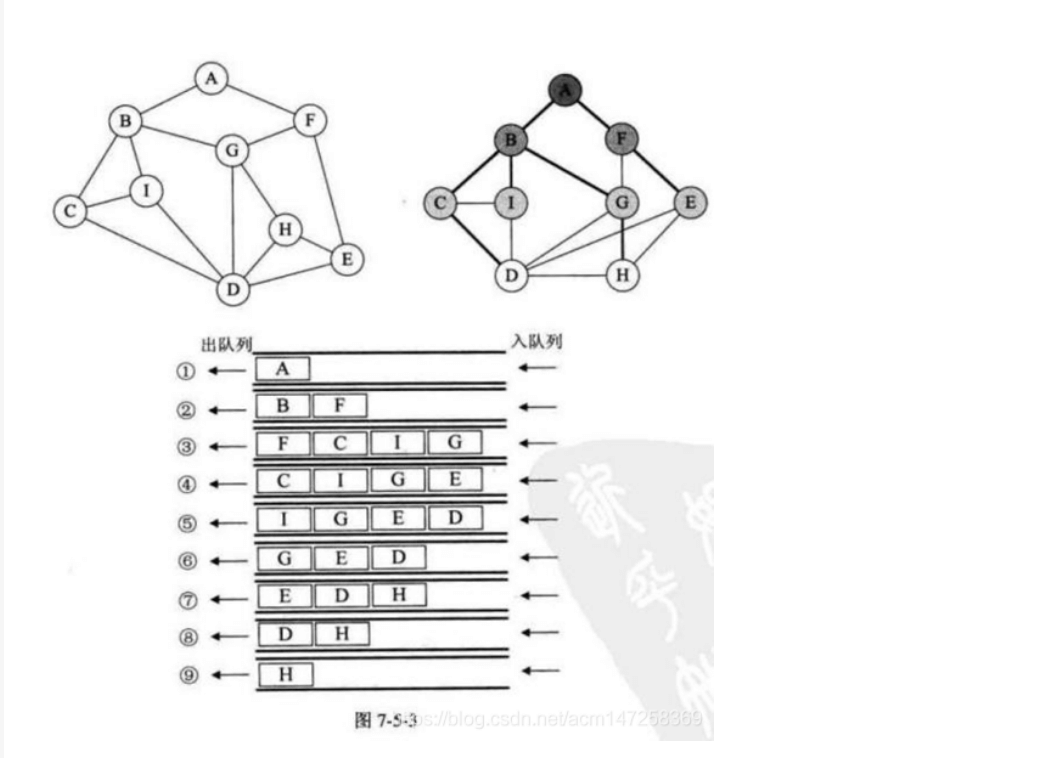 A
B
F
G
I
C
H
E
D
A
B
F
C
I
G
E
D
H
出队列 入队列
① A
② B F
③ F C I G
④ C I G E
⑤ I G E D
⑥ G E D
⑦ E D H
⑧ D H
⑨ H
图 7-5-3
https://blog.csdn.net/acm147258369